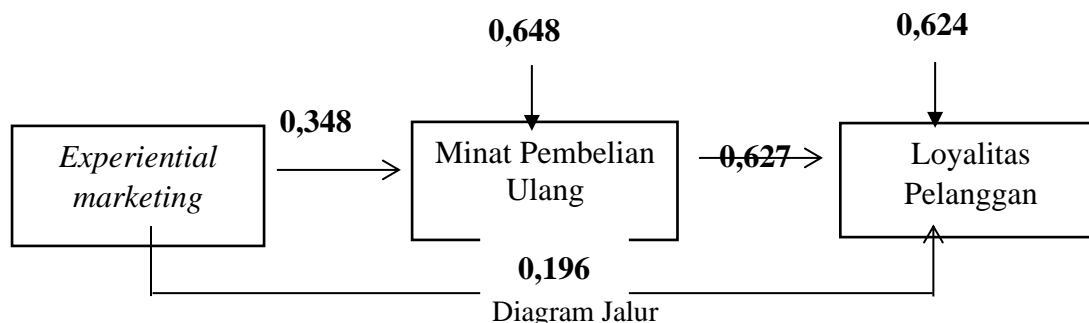 0,648
0,624
0,348
Experiential
marketing
Minat Pembelian
Ulang
0,627
Loyalitas
Pelanggan
0,196
Diagram Jalur